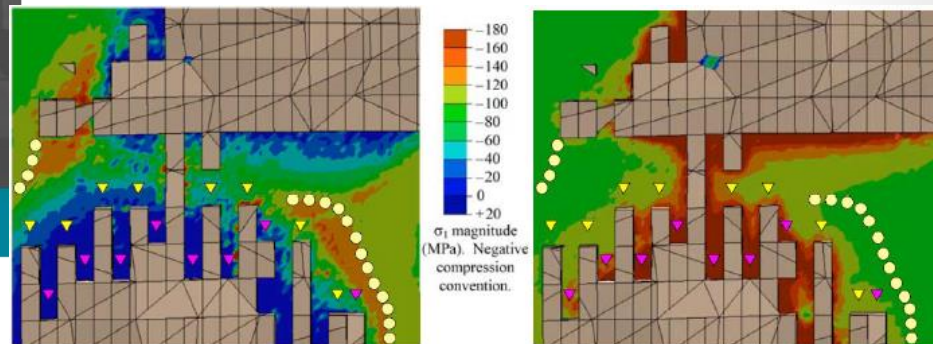 −180
−160
−140
−120
−100
−80
−60
−40
−20
0
+20
σ₁ magnitude
(MPa). Negative
compression
convention.